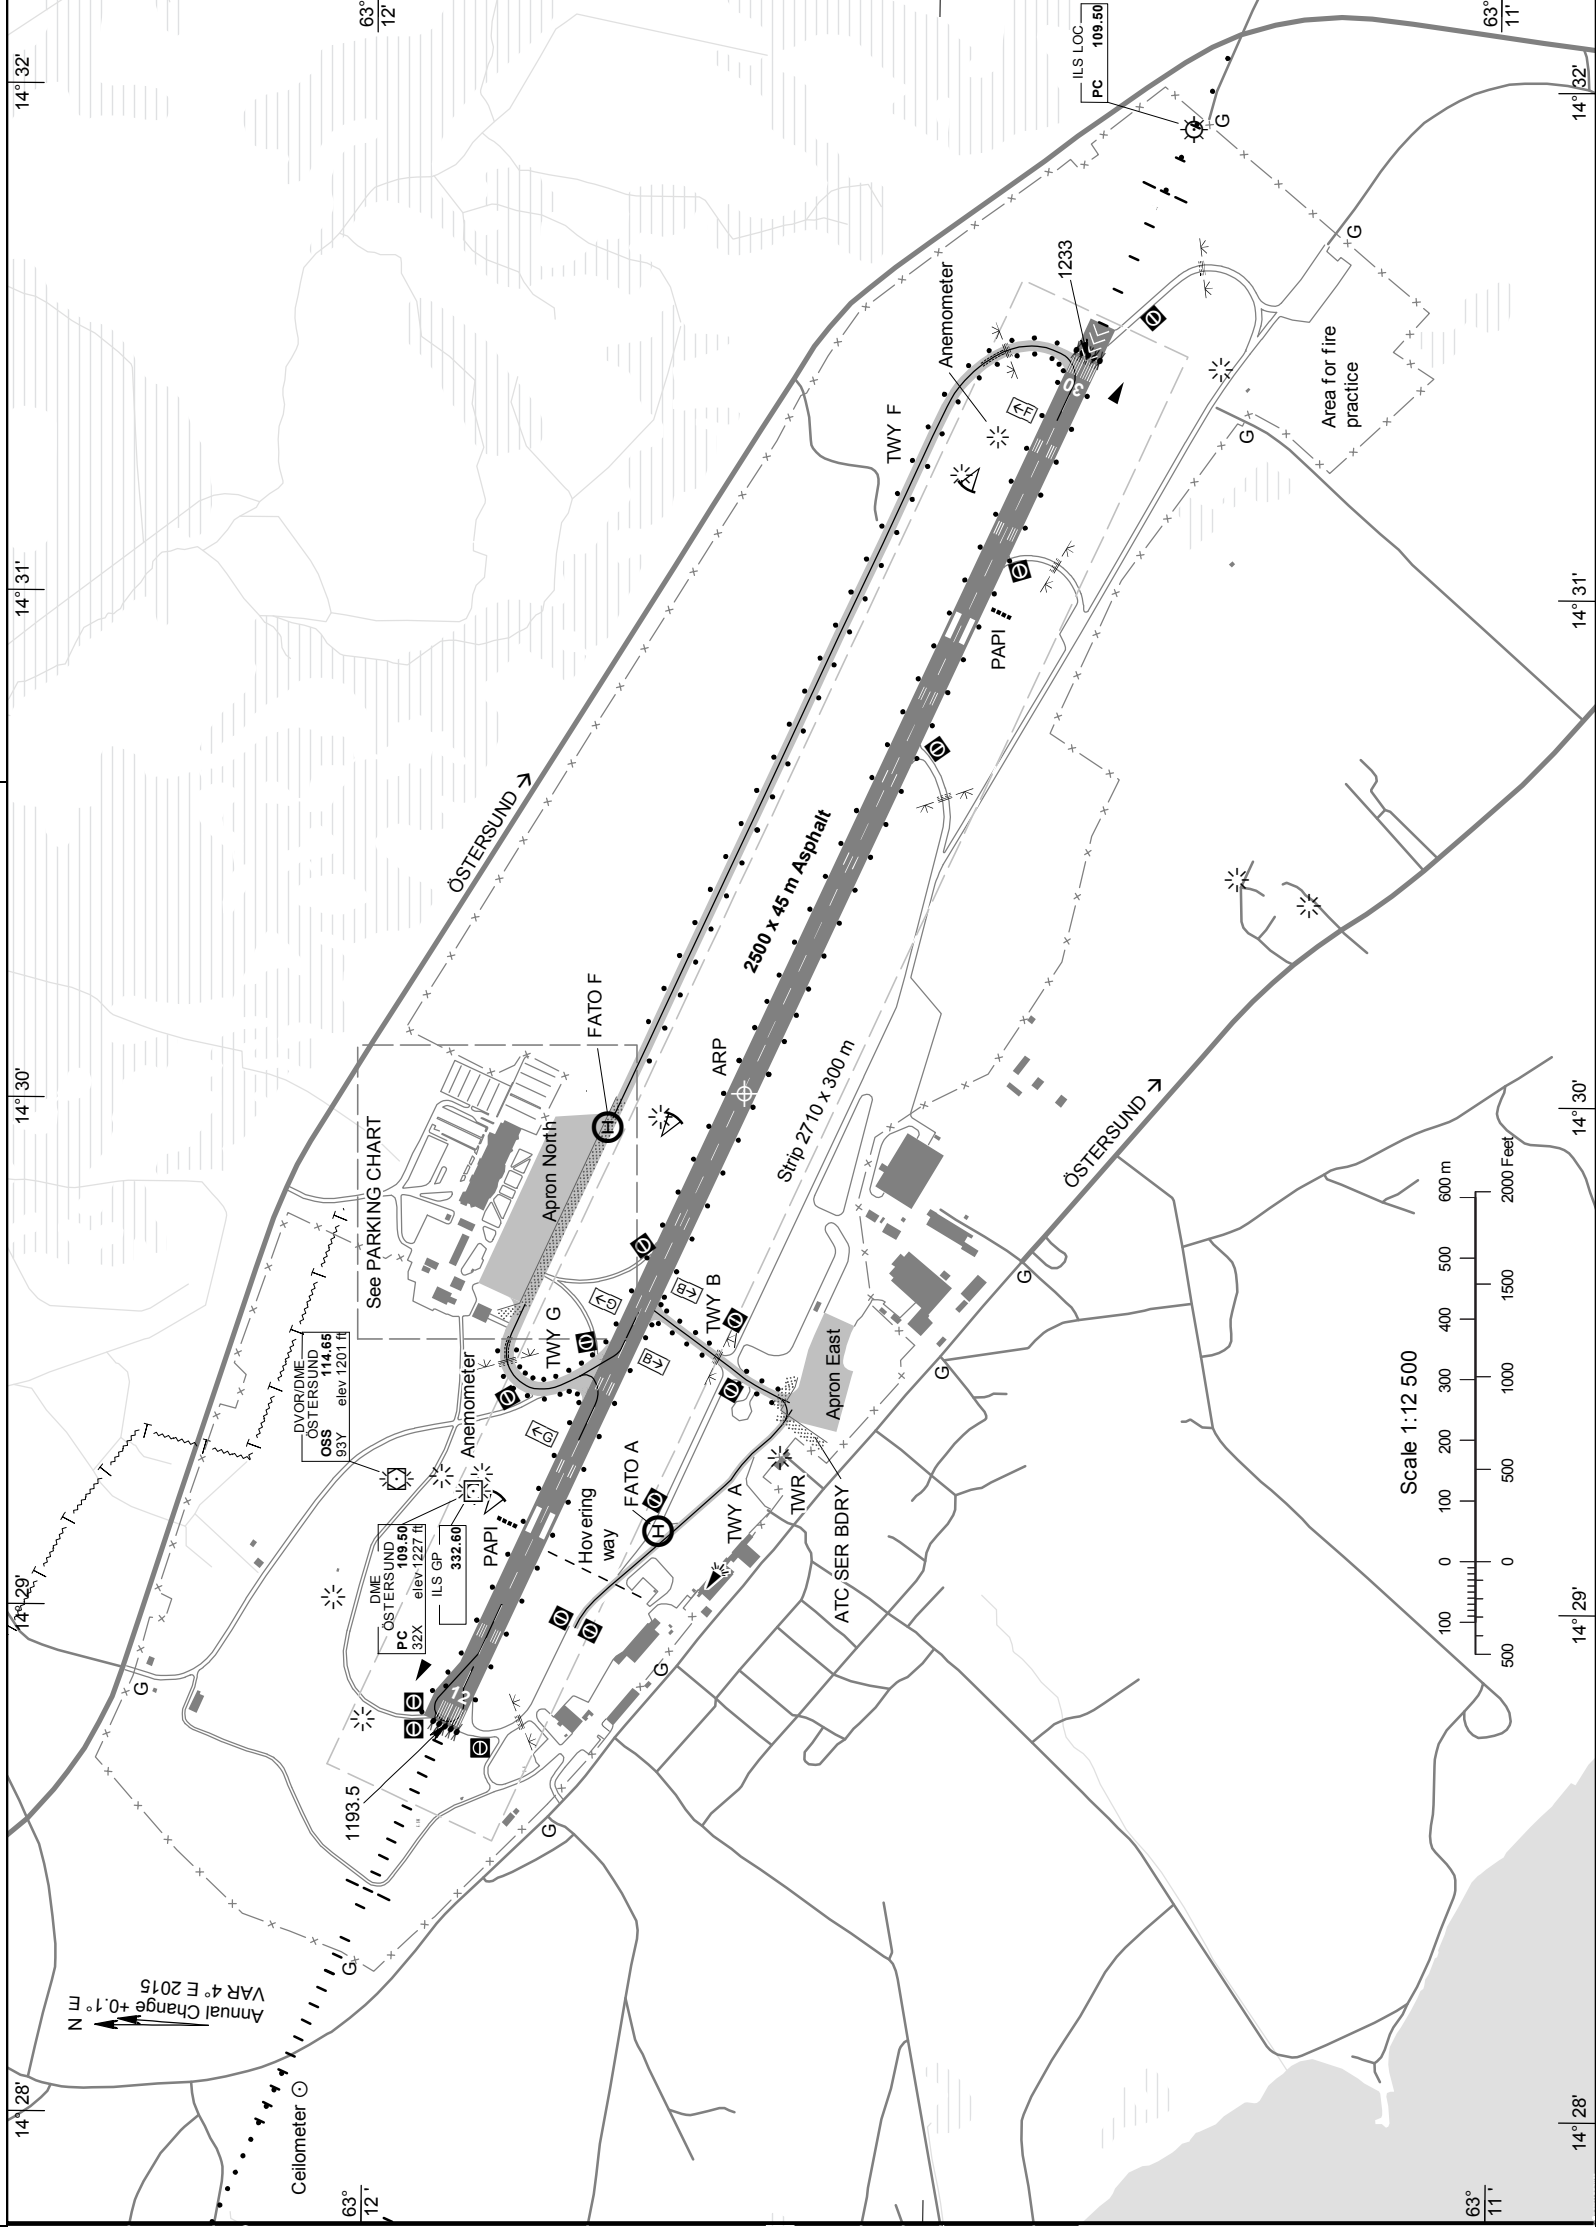 14° 28'
14° 29'
14° 30'
14° 31'
14° 32'
63°
12'
63°
12'
N
Annual Change +0.1° E
VAR 4° E 2015
Ceilometer
G
G
1193.5
12
DME
ÖSTERSUND
PC 109.50
32X elev 1227 ft
ILS GP
332.60
DVOR/DME
ÖSTERSUND
OSS 114.65
93Y elev 1201 ft
See PARKING CHART
ÖSTERSUND
Anemometer
PAPI
G
TWY G
G
Apron North
H
FATO F
Hovering
way
FATO A
H
B
B
TWY B
ARP
2500 x 45 m Asphalt
Strip 2710 x 300 m
TWY F
Anemometer
F
30
1233
PAPI
ILS LOC
PC 109.50
G
G
G
Area for fire
practice
G
G
TWY A
TWR
ATC SER BDRY
Apron East
G
G
ÖSTERSUND
Scale 1:12 500
100 0 100 200 300 400 500 600 m
500 0 500 1000 1500 2000 Feet
63°
11'
63°
11'
14° 28'
14° 29'
14° 30'
14° 31'
14° 32'